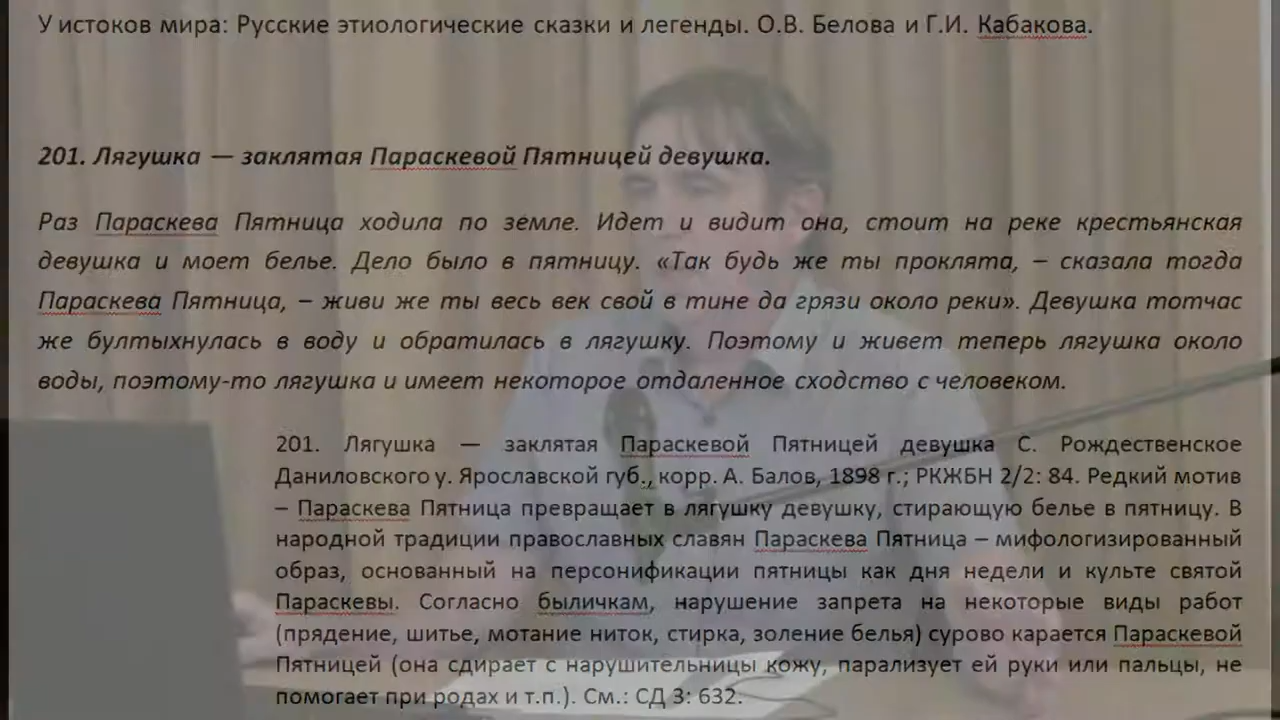 У истоков мира: Русские этиологические сказки и легенды. О.В. Белова и Г.И. Кабакова.
201. Лягушка — заклятая Параскевой Пятницей девушка.
Раз Параскева Пятница ходила по земле. Идет и видит она, стоит на реке крестьянская
девушка и моет белье. Дело было в пятницу. «Так будь же ты проклята, – сказала тогда
Параскева Пятница, – живи же ты весь век свой в тине да грязи около реки». Девушка тотчас
же бултыхнулась в воду и обратилась в лягушку. Поэтому и живет теперь лягушка около
воды, поэтому-то лягушка и имеет некоторое отдаленное сходство с человеком.
201. Лягушка — заклятая Параскевой Пятницей девушка С. Рождественское
Даниловского у. Ярославской губ., корр. А. Балов, 1898 г.; РКЖБН 2/2: 84. Редкий мотив
– Параскева Пятница превращает в лягушку девушку, стирающую белье в пятницу. В
народной традиции православных славян Параскева Пятница – мифологизированный
образ, основанный на персонификации пятницы как дня недели и культе святой
Параскевы. Согласно быличкам, нарушение запрета на некоторые виды работ
(прядение, шитье, мотание ниток, стирка, золение белья) сурово карается Параскевой
Пятницей (она сдирает с нарушительницы кожу, парализует ей руки или пальцы, не
помогает при родах и т.п.). См.: СД 3: 632.